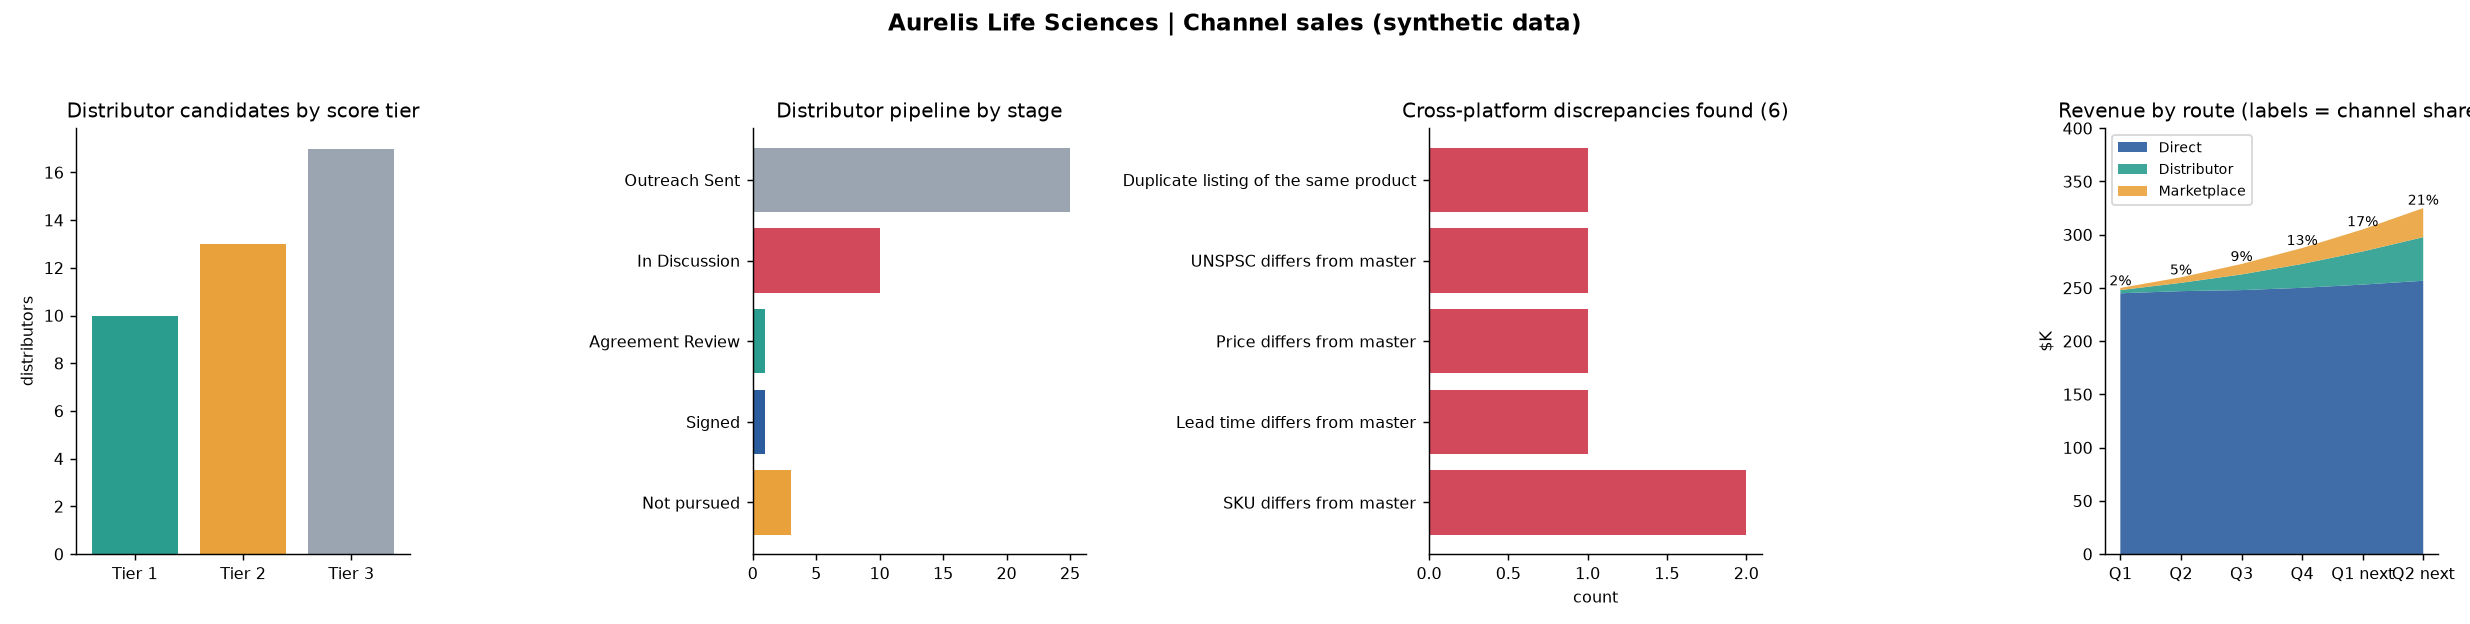 Aurelis Life Sciences | Channel sales (synthetic data)
Distributor candidates by score tier
distributors
16
14
12
10
8
6
4
2
0
Tier 1
Tier 2
Tier 3
Distributor pipeline by stage
Outreach Sent
In Discussion
Agreement Review
Signed
Not pursued
0
5
10
15
20
25
Cross-platform discrepancies found (6)
Duplicate listing of the same product
UNSPSC differs from master
Price differs from master
Lead time differs from master
SKU differs from master
0.0
0.5
1.0
1.5
2.0
count
Revenue by route (labels = channel share
$K
400
350
300
250
200
150
100
50
0
Direct
Distributor
Marketplace
2%
5%
9%
13%
17%
21%
Q1
Q2
Q3
Q4
Q1 next
Q2 next